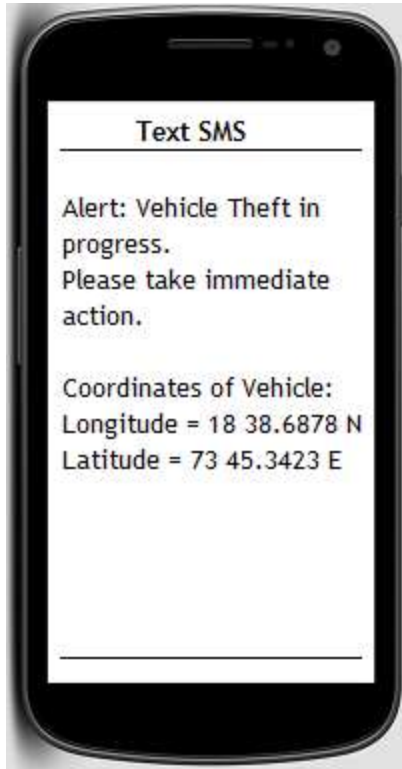 Text SMS
Alert: Vehicle Theft in
progress.
Please take immediate
action.
Coordinates of Vehicle:
Longitude = 18 38.6878 N
Latitude = 73 45.3423 E